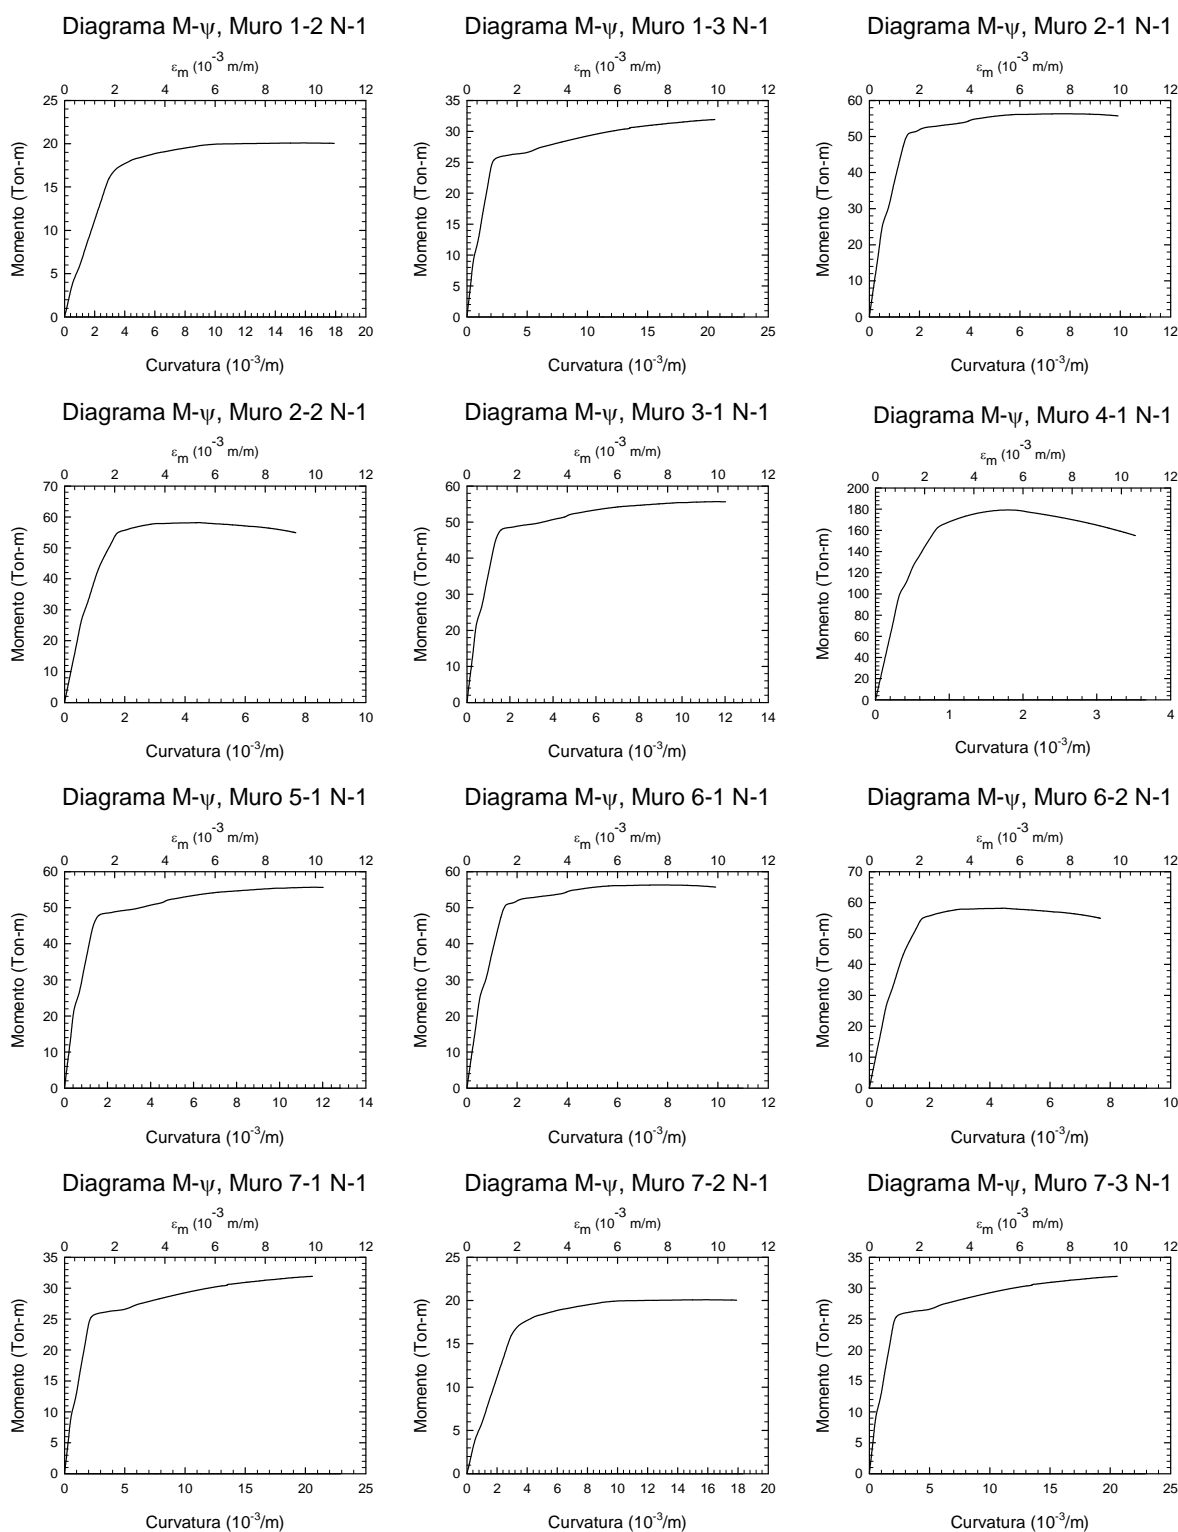 Diagrama M-ψ, Muro 1-2 N-1
ε_m (10^-3 m/m)
0 2 4 6 8 10 12
25
20
15
10
5
0
Momento (Ton-m)
0 2 4 6 8 10 12 14 16 18 20
Curvatura (10^-3/m)
Diagrama M-ψ, Muro 1-3 N-1
ε_m (10^-3 m/m)
0 2 4 6 8 10 12
35
30
25
20
15
10
5
0
Momento (Ton-m)
0 5 10 15 20 25
Curvatura (10^-3/m)
Diagrama M-ψ, Muro 2-1 N-1
ε_m (10^-3 m/m)
0 2 4 6 8 10 12
60
50
40
30
20
10
0
Momento (Ton-m)
0 2 4 6 8 10 12
Curvatura (10^-3/m)
Diagrama M-ψ, Muro 2-2 N-1
ε_m (10^-3 m/m)
0 2 4 6 8 10 12
70
60
50
40
30
20
10
0
Momento (Ton-m)
0 2 4 6 8 10
Curvatura (10^-3/m)
Diagrama M-ψ, Muro 3-1 N-1
ε_m (10^-3 m/m)
0 2 4 6 8 10 12
60
50
40
30
20
10
0
Momento (Ton-m)
0 2 4 6 8 10 12 14
Curvatura (10^-3/m)
Diagrama M-ψ, Muro 4-1 N-1
ε_m (10^-3 m/m)
0 2 4 6 8 10 12
200
180
160
140
120
100
80
60
40
20
0
Momento (Ton-m)
0 1 2 3 4
Curvatura (10^-3/m)
Diagrama M-ψ, Muro 5-1 N-1
ε_m (10^-3 m/m)
0 2 4 6 8 10 12
60
50
40
30
20
10
0
Momento (Ton-m)
0 2 4 6 8 10 12 14
Curvatura (10^-3/m)
Diagrama M-ψ, Muro 6-1 N-1
ε_m (10^-3 m/m)
0 2 4 6 8 10 12
60
50
40
30
20
10
0
Momento (Ton-m)
0 2 4 6 8 10 12
Curvatura (10^-3/m)
Diagrama M-ψ, Muro 6-2 N-1
ε_m (10^-3 m/m)
0 2 4 6 8 10 12
70
60
50
40
30
20
10
0
Momento (Ton-m)
0 2 4 6 8 10
Curvatura (10^-3/m)
Diagrama M-ψ, Muro 7-1 N-1
ε_m (10^-3 m/m)
0 2 4 6 8 10 12
35
30
25
20
15
10
5
0
Momento (Ton-m)
0 5 10 15 20 25
Curvatura (10^-3/m)
Diagrama M-ψ, Muro 7-2 N-1
ε_m (10^-3 m/m)
0 2 4 6 8 10 12
25
20
15
10
5
0
Momento (Ton-m)
0 2 4 6 8 10 12 14 16 18 20
Curvatura (10^-3/m)
Diagrama M-ψ, Muro 7-3 N-1
ε_m (10^-3 m/m)
0 2 4 6 8 10 12
35
30
25
20
15
10
5
0
Momento (Ton-m)
0 5 10 15 20 25
Curvatura (10^-3/m)